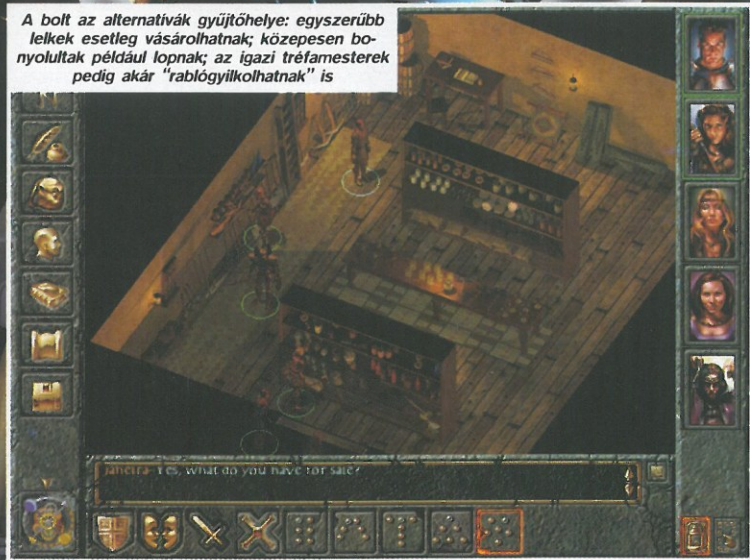 A bolt az alternatívák gyűjtőhelye: egyszerűbb
lelkek esetleg vásárolhatnak; közepesen bo-
nyolultak például lopnak; az igazi tréfamesterek
pedig akár "rablógyilkolhatnak" is
Yes, what do you have for sale?